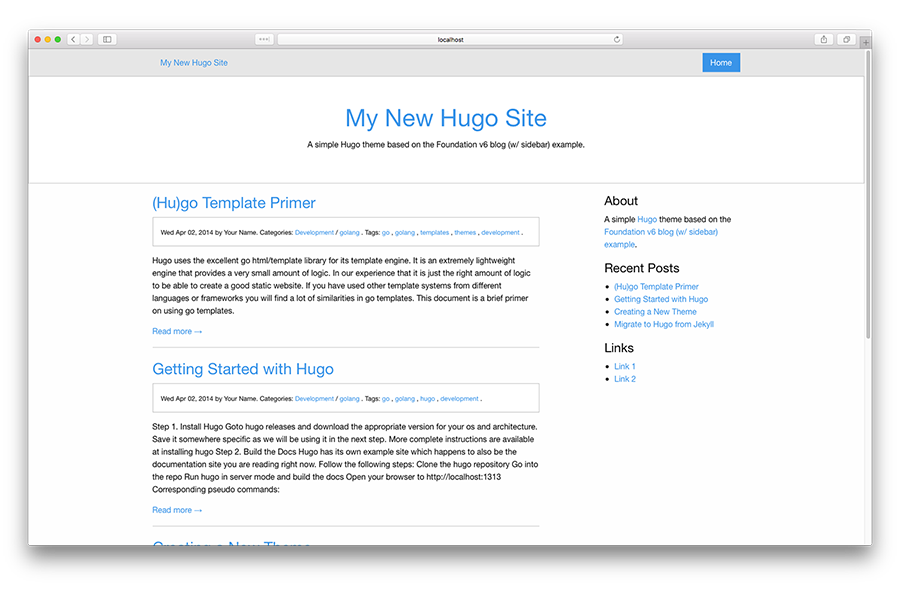 localhost
My New Hugo Site
Home
My New Hugo Site
A simple Hugo theme based on the Foundation v6 blog (w/ sidebar) example.
(Hu)go Template Primer
Wed Apr 02, 2014 by Your Name. Categories: Development / golang . Tags: go , golang , templates , themes , development .
Hugo uses the excellent go html/template library for its template engine. It is an extremely lightweight
engine that provides a very small amount of logic. In our experience that it is just the right amount of logic
to be able to create a good static website. If you have used other template systems from different
languages or frameworks you will find a lot of similarities in go templates. This document is a brief primer
on using go templates.
Read more →
Getting Started with Hugo
Wed Apr 02, 2014 by Your Name. Categories: Development / golang . Tags: go , golang , hugo , development .
Step 1. Install Hugo Goto hugo releases and download the appropriate version for your os and architecture.
Save it somewhere specific as we will be using it in the next step. More complete instructions are available
at installing hugo Step 2. Build the Docs Hugo has its own example site which happens to also be the
documentation site you are reading right now. Follow the following steps: Clone the hugo repository Go into
the repo Run hugo in server mode and build the docs Open your browser to http://localhost:1313
Corresponding pseudo commands:
Read more →
Creating a New Theme
About
A simple Hugo theme based on the
Foundation v6 blog (w/ sidebar)
example.
Recent Posts
(Hu)go Template Primer
Getting Started with Hugo
Creating a New Theme
Migrate to Hugo from Jekyll
Links
Link 1
Link 2